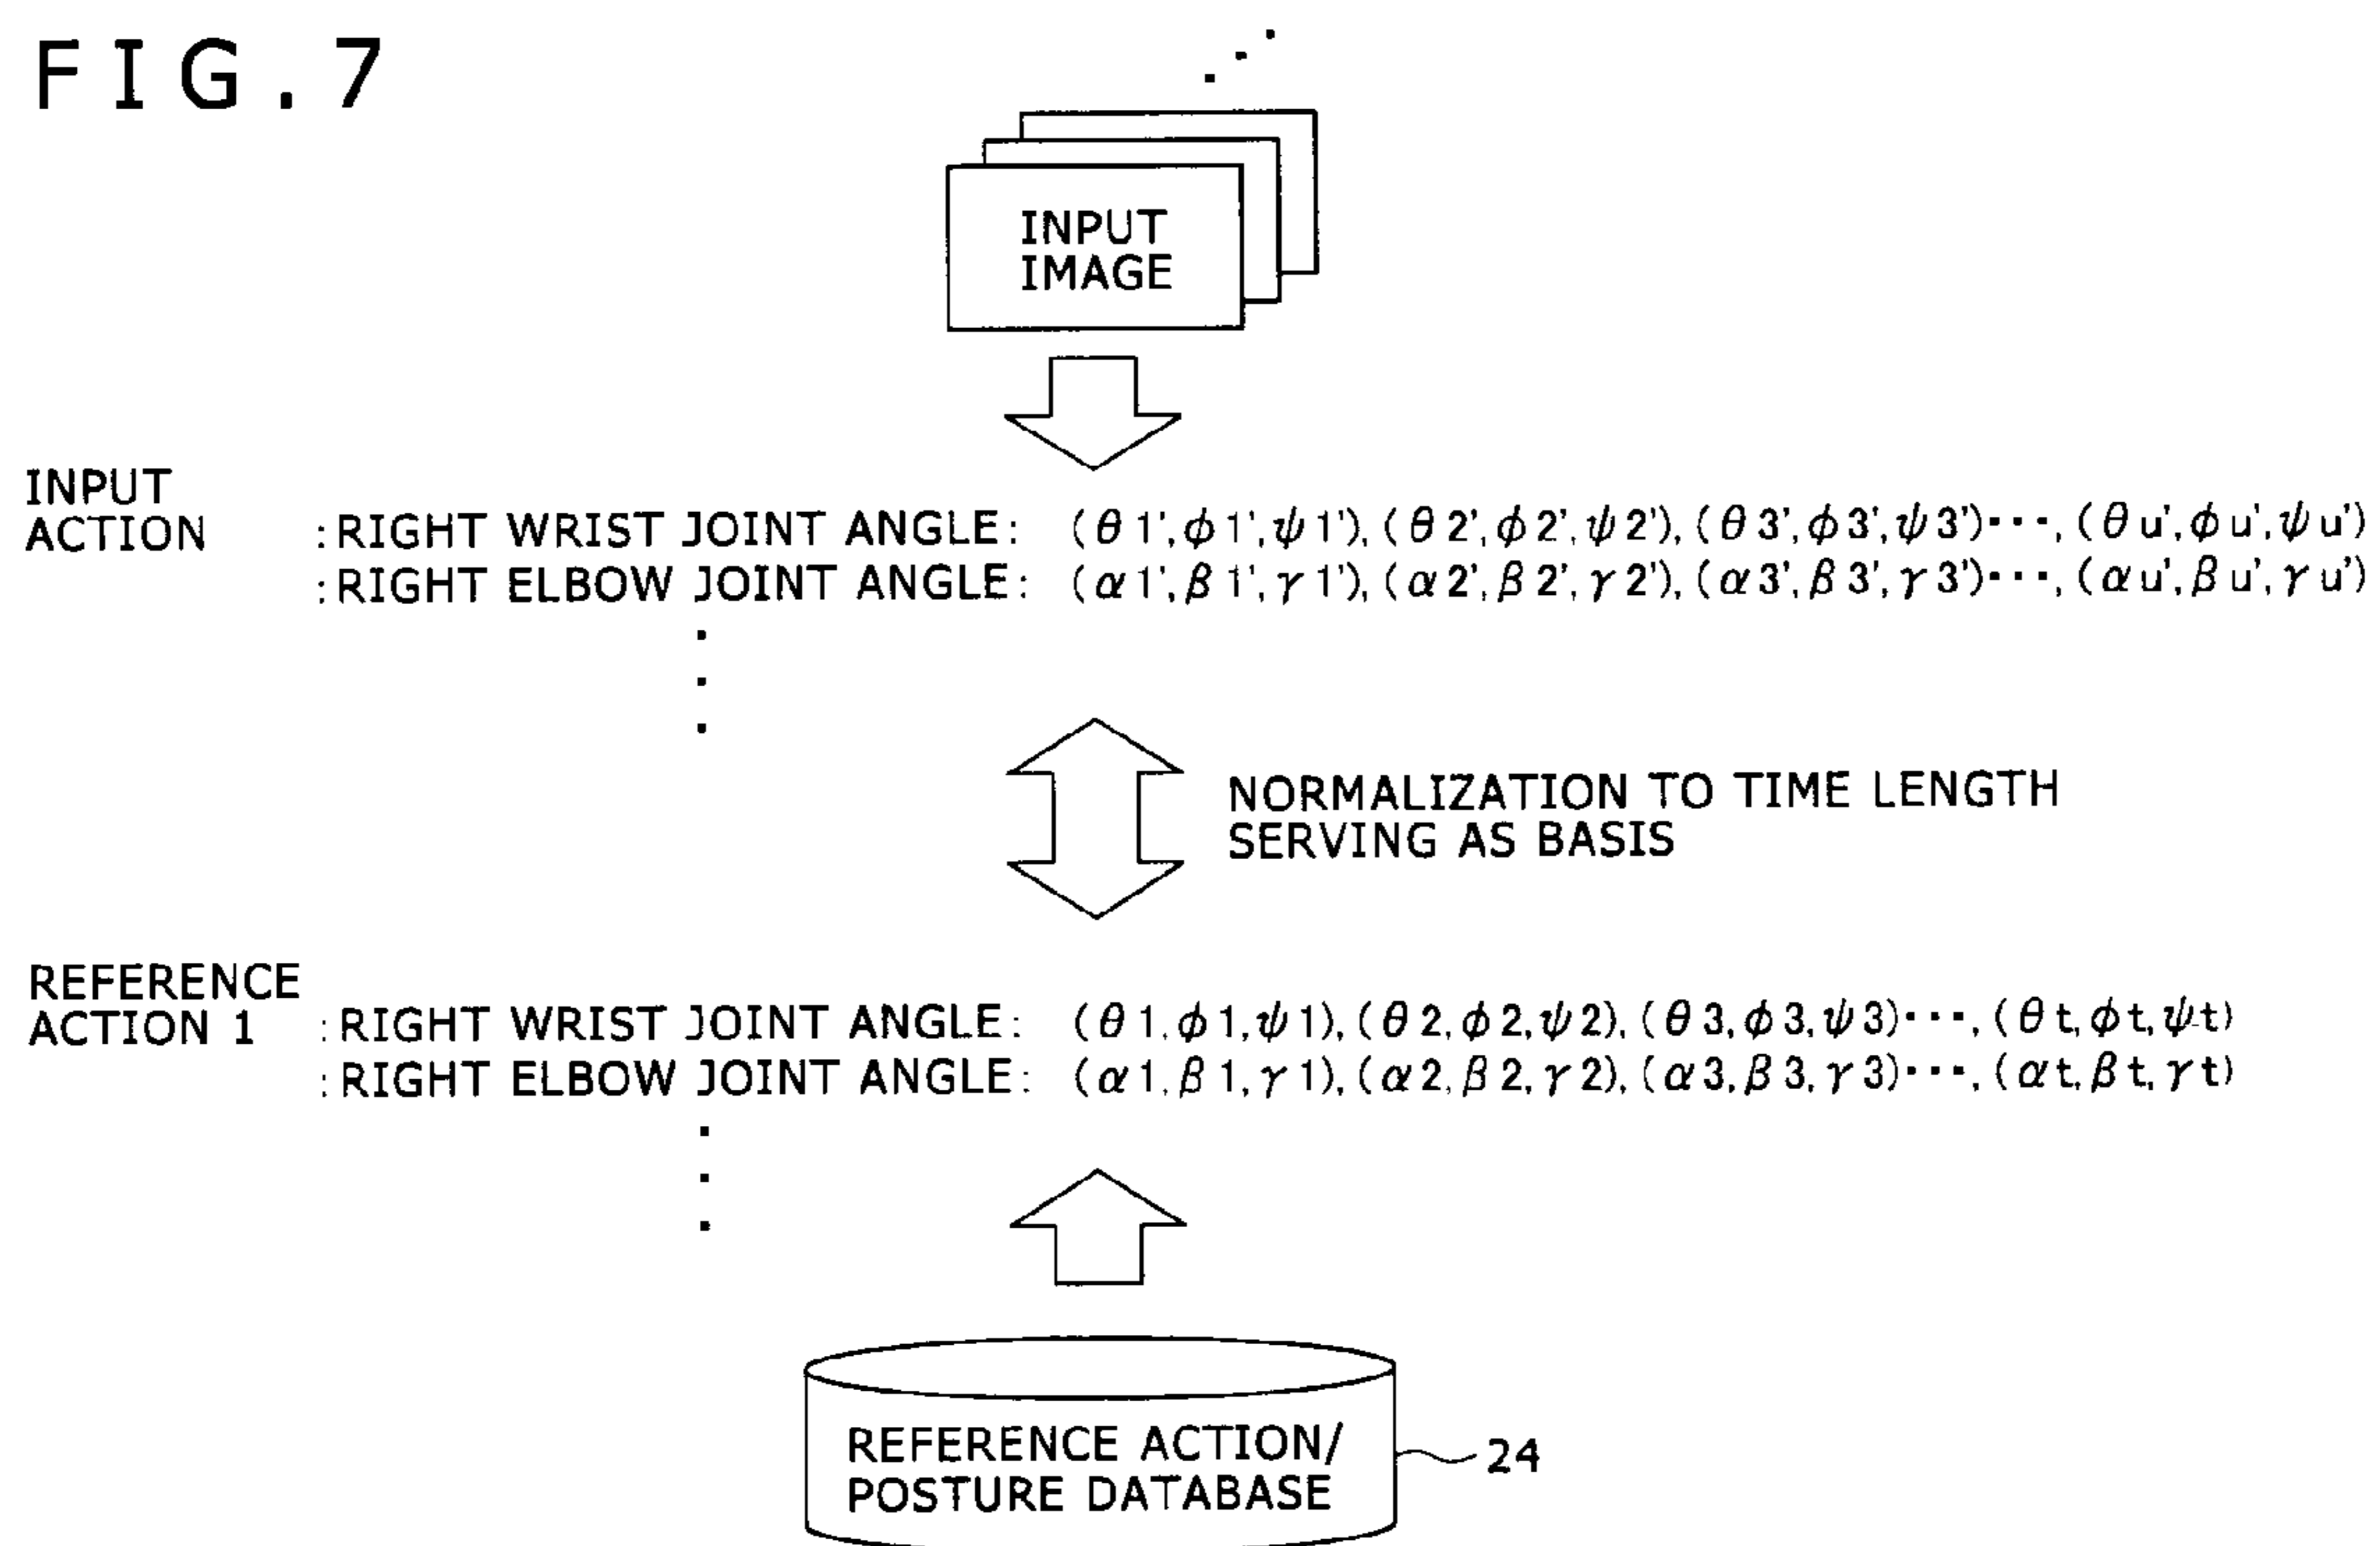 FIG.7
INPUT
IMAGE
INPUT
ACTION :RIGHT WRIST JOINT ANGLE: (θ1',ϕ1',ψ1'),(θ2',ϕ2',ψ2'),(θ3',ϕ3',ψ3')···,(θu',ϕu',ψu')
:RIGHT ELBOW JOINT ANGLE: (α1',β1',γ1'),(α2',β2',γ2'),(α3',β3',γ3')···,(αu',βu',γu')
NORMALIZATION TO TIME LENGTH
SERVING AS BASIS
REFERENCE
ACTION 1 :RIGHT WRIST JOINT ANGLE: (θ1,ϕ1,ψ1),(θ2,ϕ2,ψ2),(θ3,ϕ3,ψ3)···,(θt,ϕt,ψt)
:RIGHT ELBOW JOINT ANGLE: (α1,β1,γ1),(α2,β2,γ2),(α3,β3,γ3)···,(αt,βt,γt)
REFERENCE ACTION/
POSTURE DATABASE
24